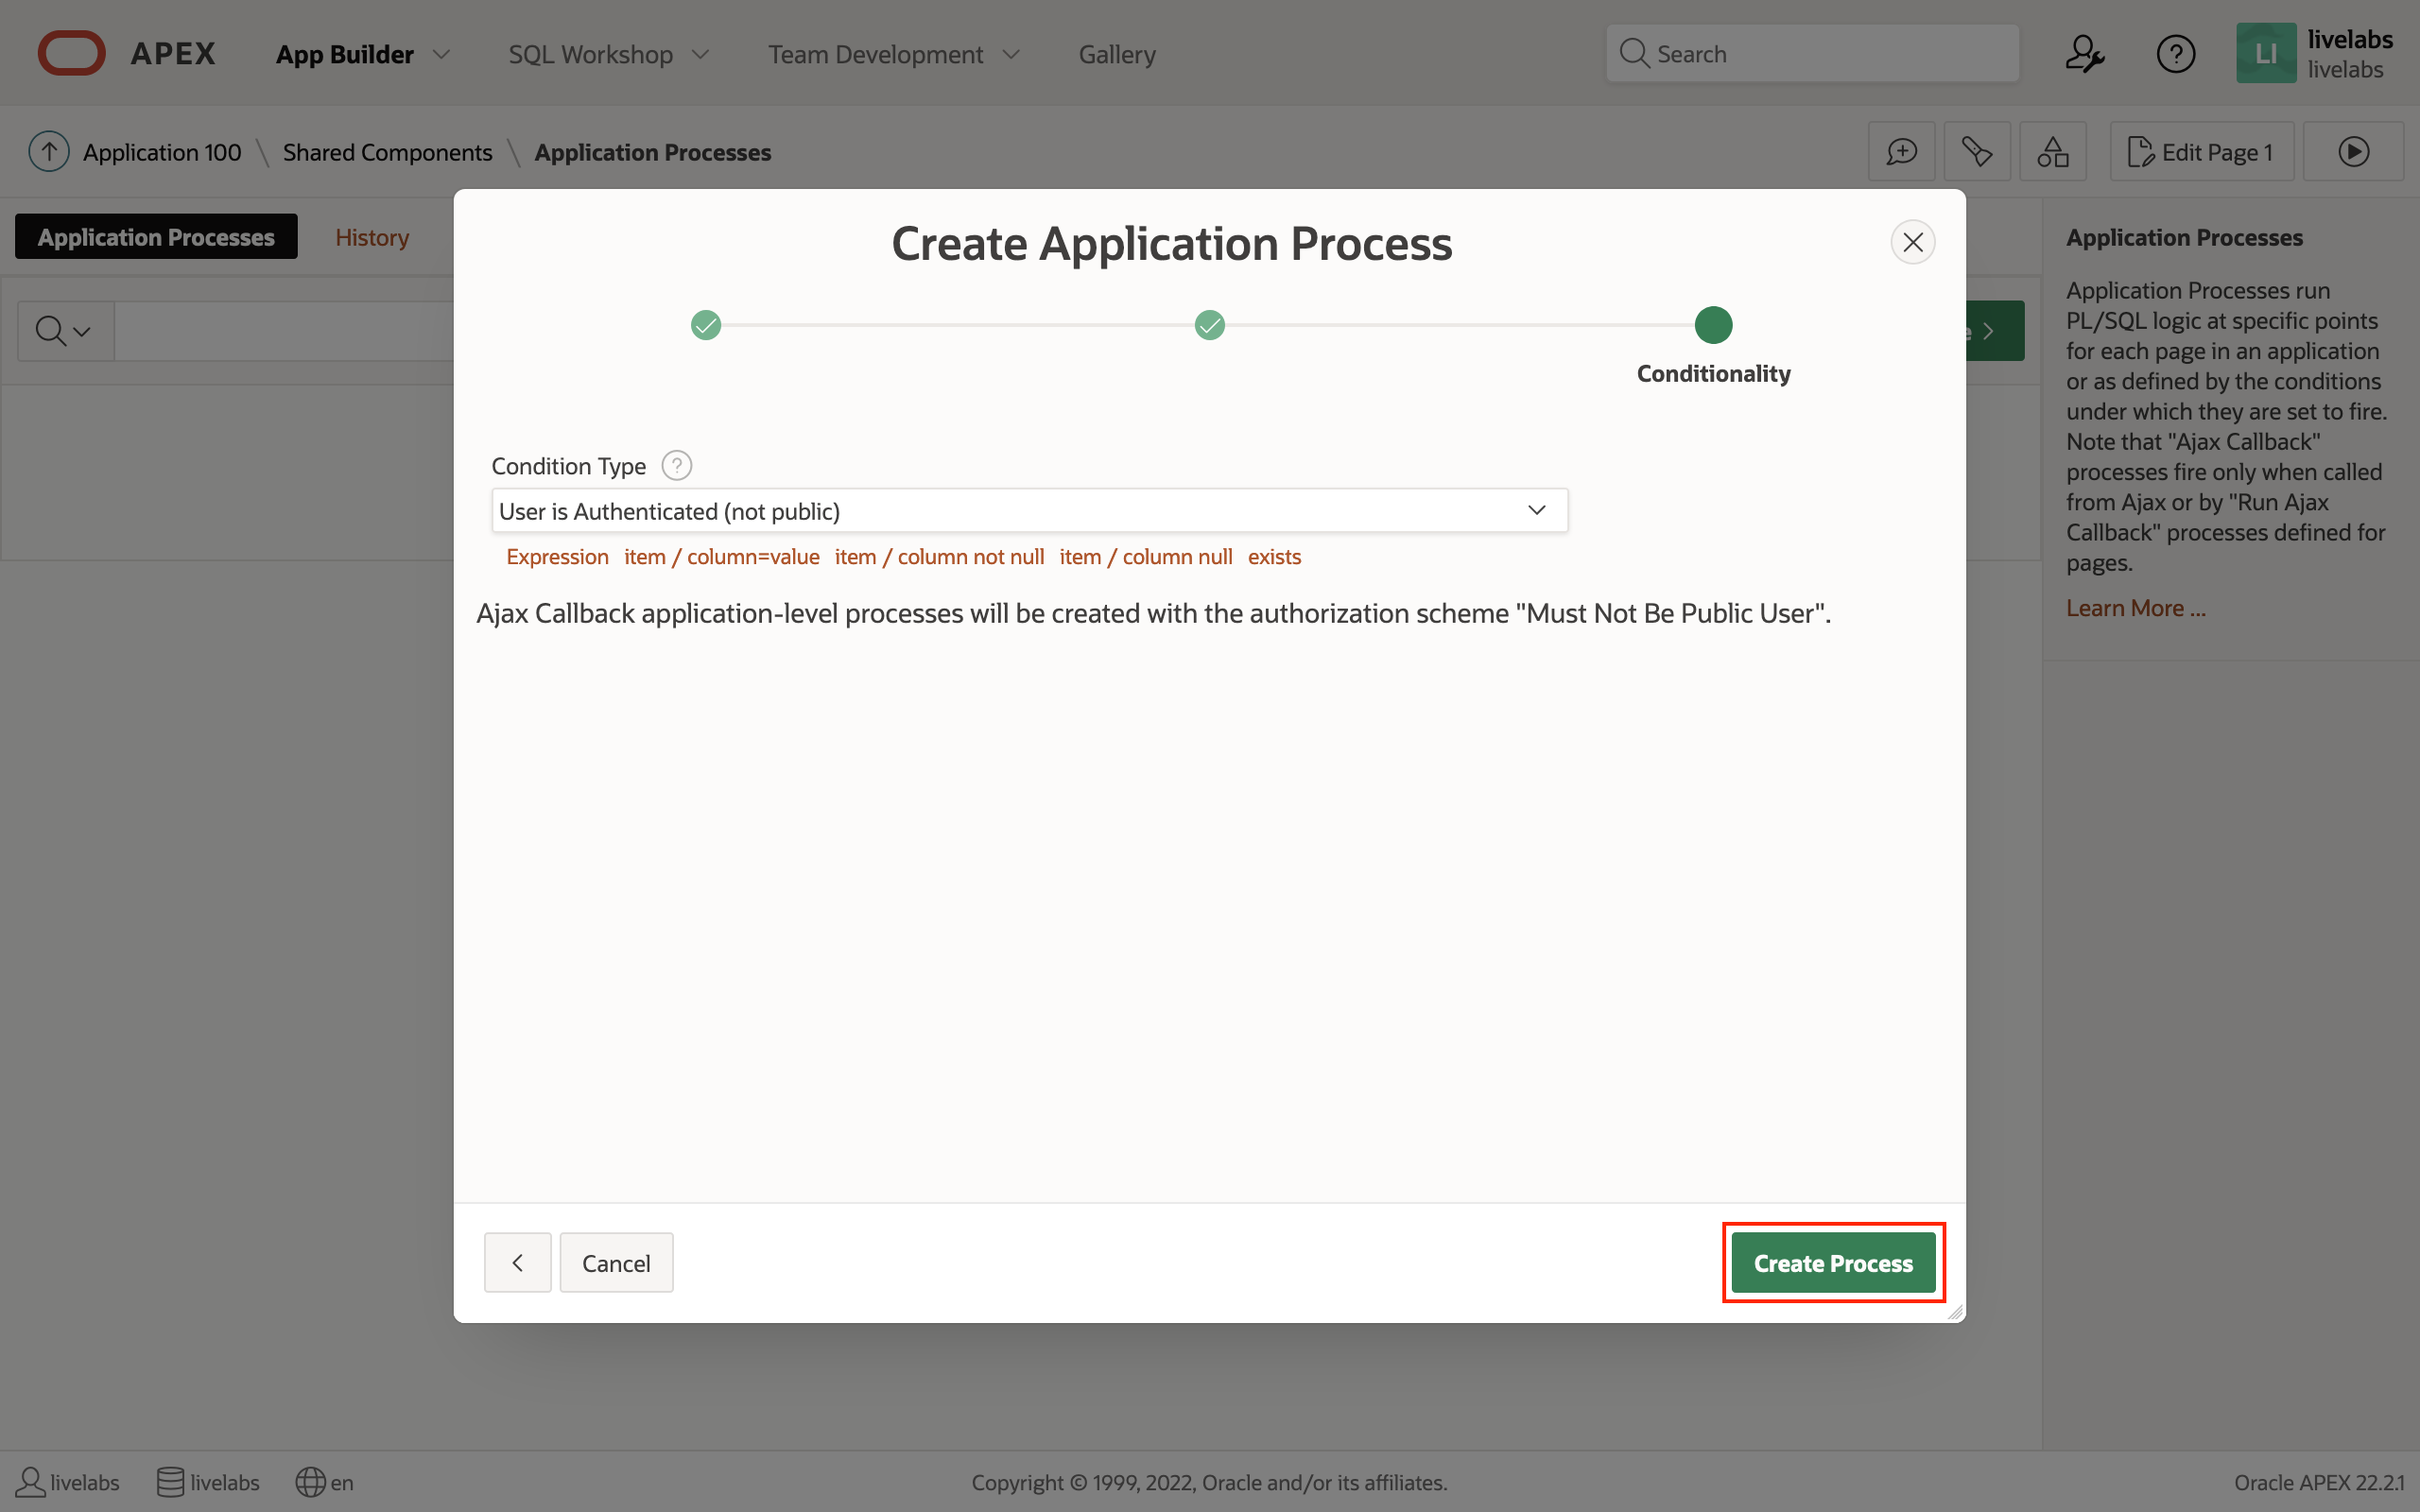 APEX App Builder SQL Workshop Team Development Gallery Search ? LI livelabs
livelabs
Application 100 \ Shared Components \ Application Processes Edit Page 1
Application Processes History
Create Application Process
Conditionality
Condition Type ?
User is Authenticated (not public)
Expression item / column=value item / column not null item / column null exists
Ajax Callback application-level processes will be created with the authorization scheme "Must Not Be Public User".
Cancel Create Process
Application Processes
Application Processes run
PL/SQL logic at specific points
for each page in an application
or as defined by the conditions
under which they are set to fire.
Note that "Ajax Callback"
processes fire only when called
from Ajax or by "Run Ajax
Callback" processes defined for
pages.
Learn More ...
livelabs livelabs en Copyright © 1999, 2022, Oracle and/or its affiliates. Oracle APEX 22.2.1